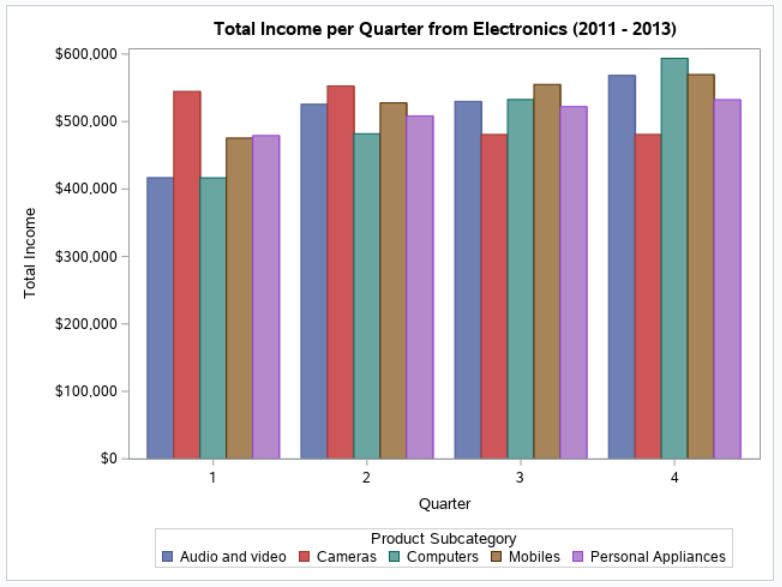 Total Income per Quarter from Electronics (2011 - 2013)
$600,000
$500,000
$400,000
$300,000
$200,000
$100,000
$0
Total Income
1 2 3 4
Quarter
Product Subcategory
Audio and video Cameras Computers Mobiles Personal Appliances